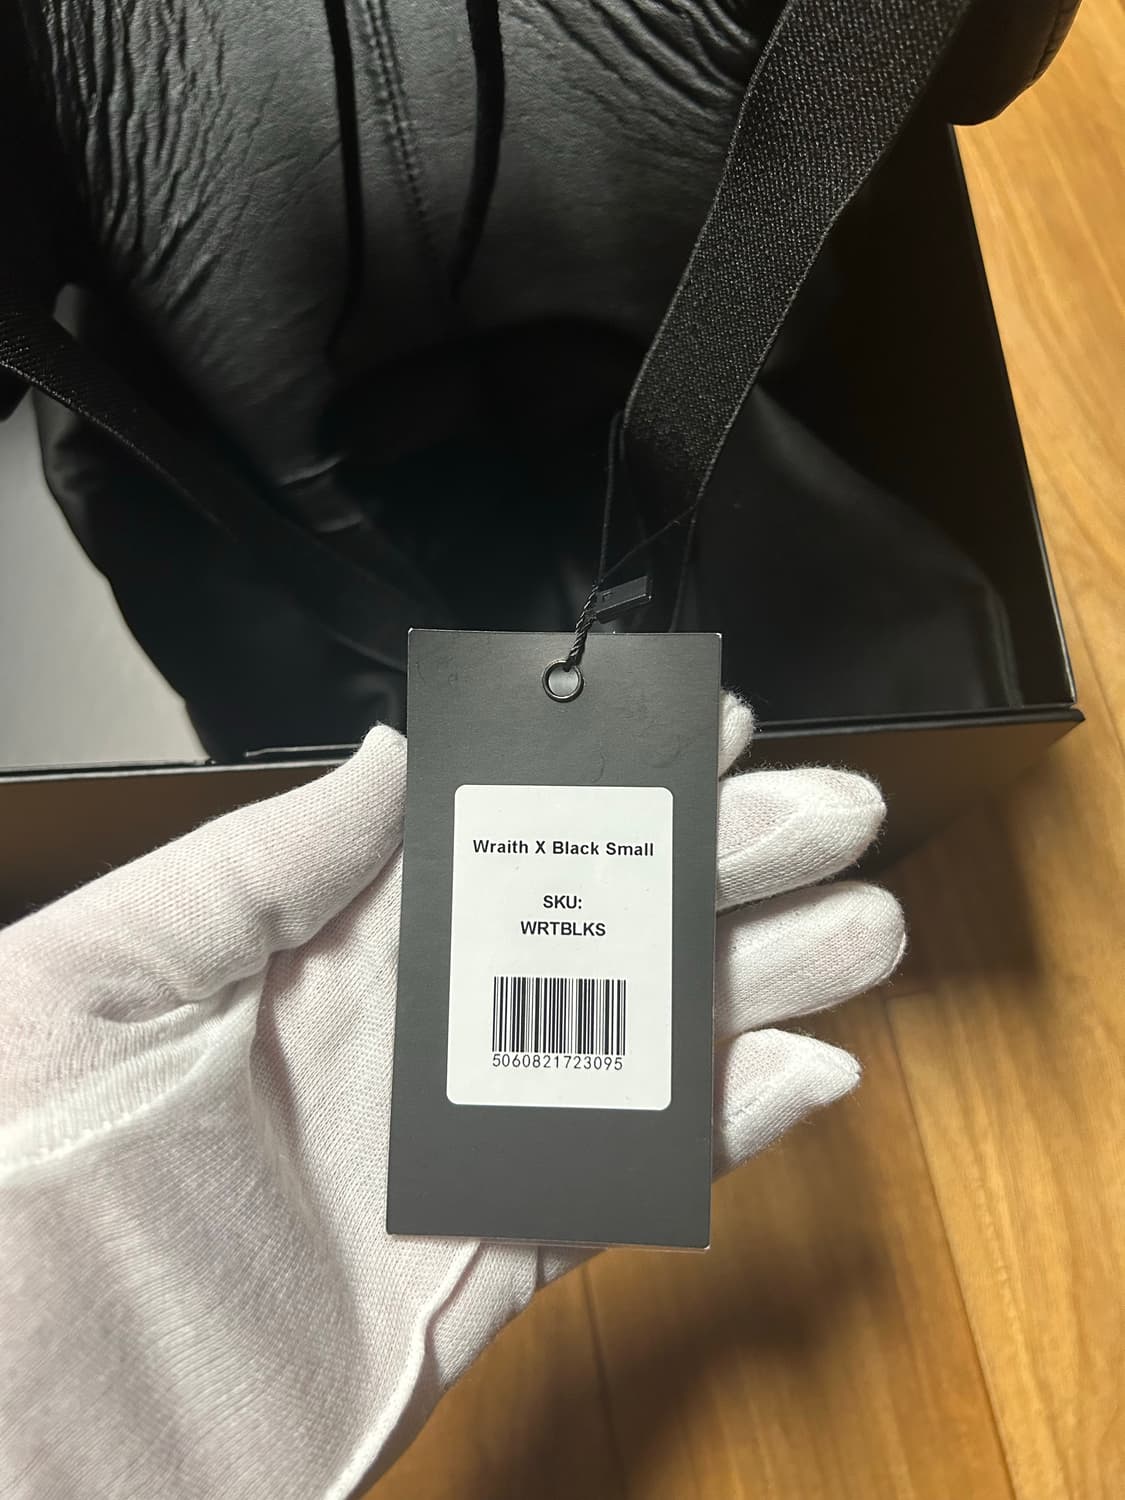 Wraith X Black Small
SKU:
WRTBLKS
5060821723095